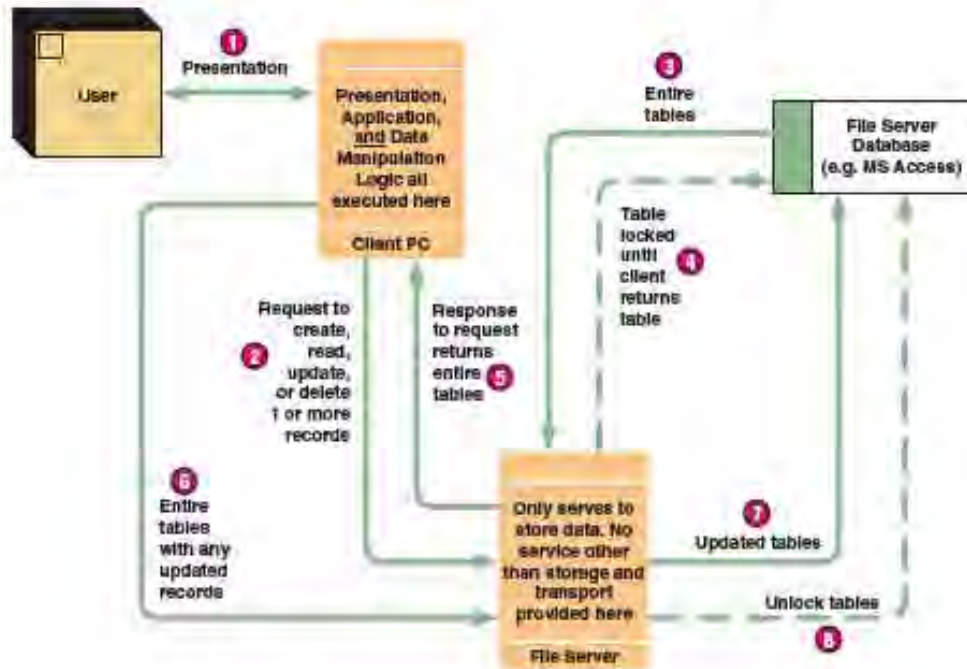 1
Presentation
User
Presentation,
Application,
and Data
Manipulation
Logic all
executed here
Client PC
3
Entire
tables
File Server
Database
(e.g. MS Access)
Table
locked
until
client
returns
table
4
Request to
create,
read,
update,
or delete
1 or more
records
2
Response
to request
returns
entire
tables
5
6
Entire
tables
with any
updated
records
Only serves to
store data. No
service other
than storage and
transport
provided here
File Server
7
Updated tables
Unlock tables
8